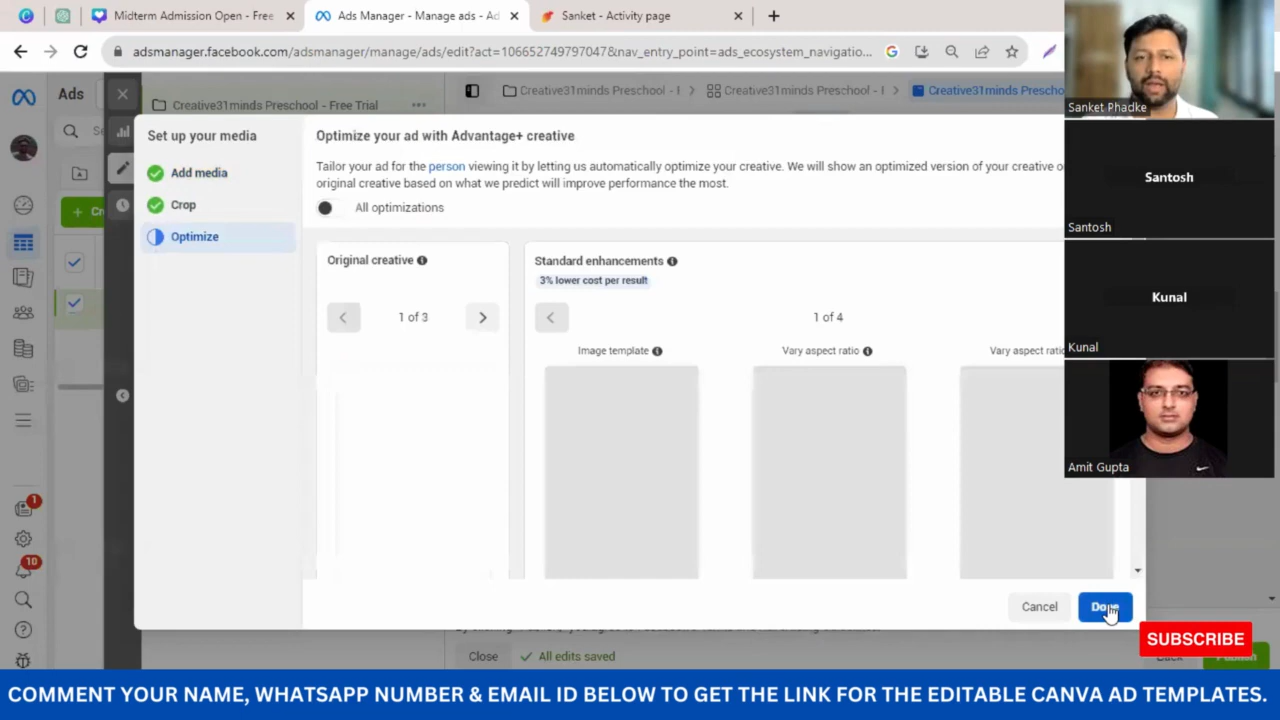 Midterm Admission Open - Free
Ads Manager - Manage ads - Ad
Sanket - Activity page
adsmanager.facebook.com/adsmanager/manage/ads/edit?act=106652749797047&nav_entry_point=ads_ecosystem_navigatio...
Ads
Creative31minds Preschool - Free Trial
Creative31minds Preschool - I
Creative31minds Preschool - I
Creative31minds Prescho
Set up your media
Add media
Crop
Optimize
Optimize your ad with Advantage+ creative
Tailor your ad for the person viewing it by letting us automatically optimize your creative. We will show an optimized version of your creative o
original creative based on what we predict will improve performance the most.
All optimizations
Original creative
1 of 3
Standard enhancements
3% lower cost per result
1 of 4
Image template
Vary aspect ratio
Vary aspect ratio
Cancel
Done
Close
All edits saved
Back
Publish
1
10
Sanket Phadke
Santosh
Santosh
Kunal
Kunal
Amit Gupta
SUBSCRIBE
COMMENT YOUR NAME, WHATSAPP NUMBER & EMAIL ID BELOW TO GET THE LINK FOR THE EDITABLE CANVA AD TEMPLATES.